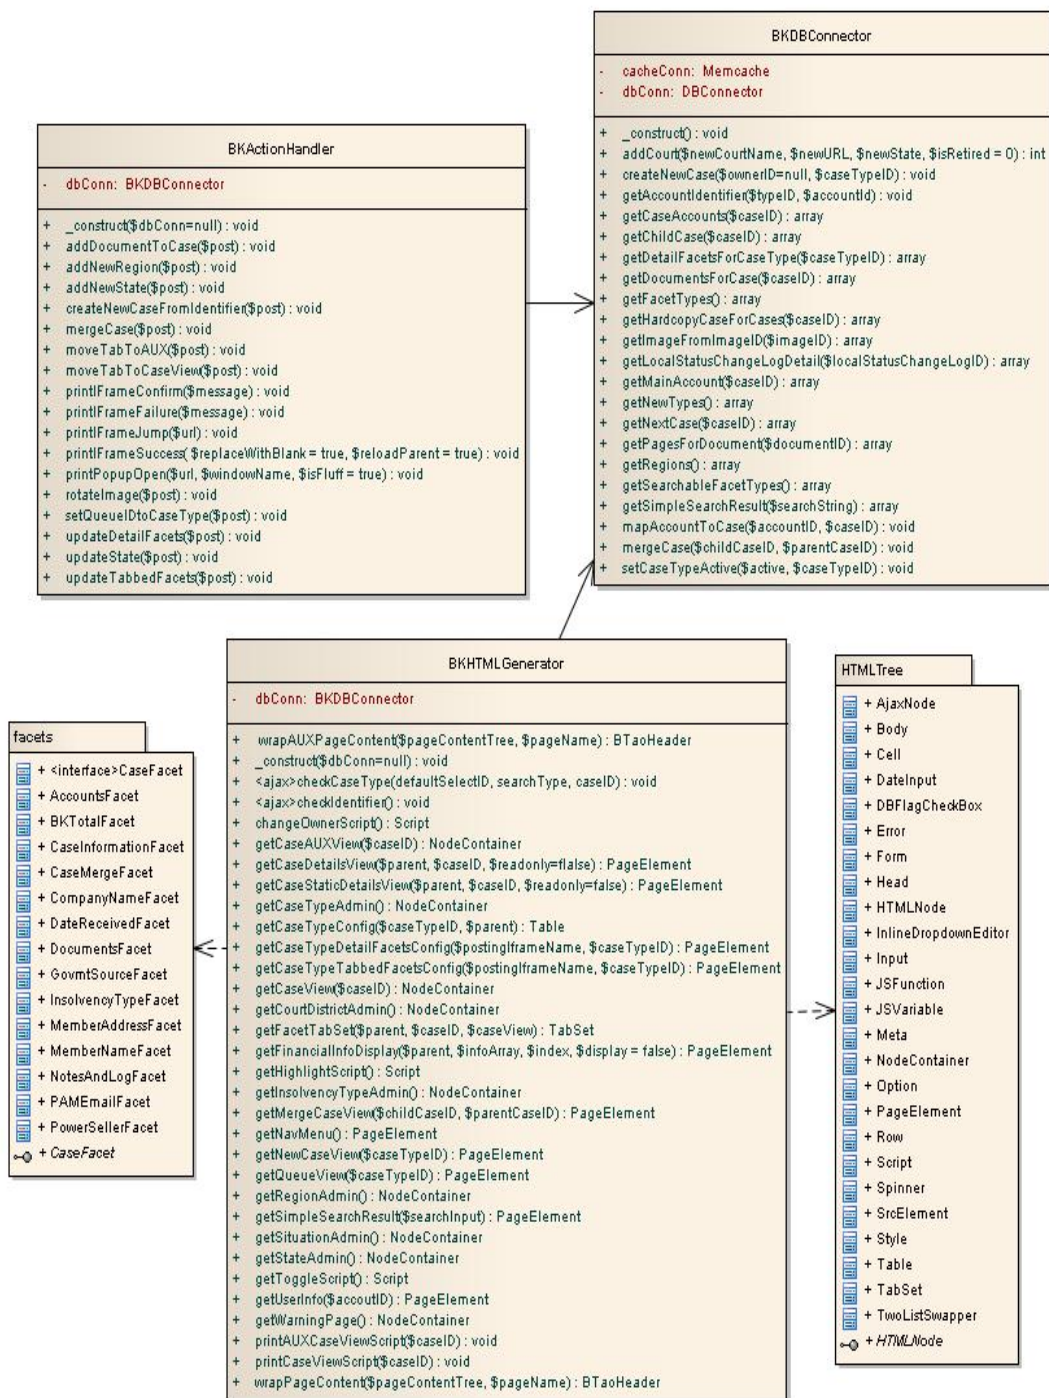 BKDBConnector
- cacheConn: Memcache
- dbConn: DBConnector
+ _construct() : void
+ addCourt($newCourtName, $newURL, $newState, $isRetired = 0) : int
+ createNewCase($ownerID=null, $caseTypeID) : void
+ getAccountIdentifier($typeID, $accountId) : void
+ getCaseAccounts($caseID) : array
+ getChildCase($caseID) : array
+ getDetailFacetsForCaseType($caseTypeID) : array
+ getDocumentsForCase($caseID) : array
+ getFacetTypes() : array
+ getHardcopyCaseForCases($caseID) : array
+ getImageFromImageID($imageID) : array
+ getLocalStatusChangeLogDetail($localStatusChangeLogID) : array
+ getMainAccount($caseID) : array
+ getNewTypes() : array
+ getNextCase($caseID) : array
+ getPagesForDocument($documentID) : array
+ getRegions() : array
+ getSearchableFacetTypes() : array
+ getSimpleSearchResult($searchString) : array
+ mapAccountToCase($accountID, $caseID) : void
+ mergeCase($childCaseID, $parentCaseID) : void
+ setCaseTypeActive($active, $caseTypeID) : void
BKActionHandler
- dbConn: BKDBConnector
+ _construct($dbConn=null) : void
+ addDocumentToCase($post) : void
+ addNewRegion($post) : void
+ addNewState($post) : void
+ createNewCaseFromIdentifier($post) : void
+ mergeCase($post) : void
+ moveTabToAUX($post) : void
+ moveTabToCaseView($post) : void
+ printIFrameConfirm($message) : void
+ printIFrameFailure($message) : void
+ printIFrameJump($url) : void
+ printIFrameSuccess( $replaceWithBlank = true, $reloadParent = true) : void
+ printPopupOpen($url, $windowName, $isFluff = true) : void
+ rotateImage($post) : void
+ setQueueIDtoCaseType($post) : void
+ updateDetailFacets($post) : void
+ updateState($post) : void
+ updateTabbedFacets($post) : void
BKHTMLGenerator
- dbConn: BKDBConnector
+ wrapAUXPageContent($pageContentTree, $pageName) : BTaoHeader
+ _construct($dbConn=null) : void
+ <ajax>checkCaseType(defaultSelectID, searchType, caseID) : void
+ <ajax>checkIdentifier() : void
+ changeOwnerScript() : Script
+ getCaseAUXView($caseID) : NodeContainer
+ getCaseDetailsView($parent, $caseID, $readonly=flalse) : PageElement
+ getCaseStaticDetailsView($parent, $caseID, $readonly=false) : PageElement
+ getCaseTypeAdmin() : NodeContainer
+ getCaseTypeConfig($caseTypeID, $parent) : Table
+ getCaseTypeDetailFacetsConfig($postingIframeName, $caseTypeID) : PageElement
+ getCaseTypeTabbedFacetsConfig($postingIframeName, $caseTypeID) : PageElement
+ getCaseView($caseID) : NodeContainer
+ getCourtDistrictAdmin() : NodeContainer
+ getFacetTabSet($parent, $caseID, $caseView) : TabSet
+ getFinancialInfoDisplay($parent, $infoArray, $index, $display = false) : PageElement
+ getHighlightScript() : Script
+ getInsolvencyTypeAdmin() : NodeContainer
+ getMergeCaseView($childCaseID, $parentCaseID) : PageElement
+ getNavMenu() : PageElement
+ getNewCaseView($caseTypeID) : PageElement
+ getQueueView($caseTypeID) : PageElement
+ getRegionAdmin() : NodeContainer
+ getSimpleSearchResult($searchInput) : PageElement
+ getSituationAdmin() : NodeContainer
+ getStateAdmin() : NodeContainer
+ getToggleScript() : Script
+ getUserInfo($accoutID) : PageElement
+ getWarningPage() : NodeContainer
+ printAUXCaseViewScript($caseID) : void
+ printCaseViewScript($caseID) : void
+ wrapPageContent($pageContentTree, $pageName) : BTaoHeader
facets
+ <interface>CaseFacet
+ AccountsFacet
+ BKTotalFacet
+ CaseInformationFacet
+ CaseMergeFacet
+ CompanyNameFacet
+ DateReceivedFacet
+ DocumentsFacet
+ GovmtSourceFacet
+ InsolvencyTypeFacet
+ MemberAddressFacet
+ MemberNameFacet
+ NotesAndLogFacet
+ PAMEmailFacet
+ PowerSellerFacet
+ CaseFacet
HTMLTree
+ AjaxNode
+ Body
+ Cell
+ DateInput
+ DBFlagCheckBox
+ Error
+ Form
+ Head
+ HTMLNode
+ InlineDropdownEditor
+ Input
+ JSFunction
+ JSVariable
+ Meta
+ NodeContainer
+ Option
+ PageElement
+ Row
+ Script
+ Spinner
+ SrcElement
+ Style
+ Table
+ TabSet
+ TwoListSwapper
+ HTMLNode